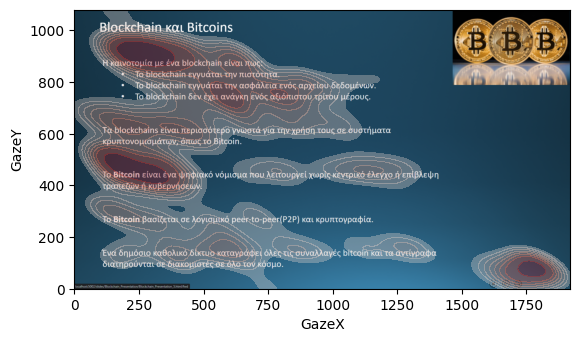 Blockchain και Bitcoins
Η καινοτομία με ένα blockchain είναι πως:
• Το blockchain εγγυάται την πιστότητα.
• Το blockchain εγγυάται την ασφάλεια ενός αρχείου δεδομένων.
• Το blockchain δεν έχει ανάγκη ενός αξιόπιστου τρίτου μέρους.
Τα blockchains είναι περισσότερο γνωστά για την χρήση τους σε συστήματα
κρυπτονομισμάτων, όπως το Bitcoin.
Το Bitcoin είναι ένα ψηφιακό νόμισμα που λειτουργεί χωρίς κεντρικό έλεγχο ή επίβλεψη
τραπεζών ή κυβερνήσεων.
Το Bitcoin βασίζεται σε λογισμικό peer-to-peer(P2P) και κρυπτογραφία.
Ένα δημόσιο καθολικό δίκτυο καταγράφει όλες τις συναλλαγές bitcoin και τα αντίγραφα
διατηρούνται σε διακομιστές σε όλο τον κόσμο.
GazeY
1000
800
600
400
200
0
0 250 500 750 1000 1250 1500 1750
GazeX